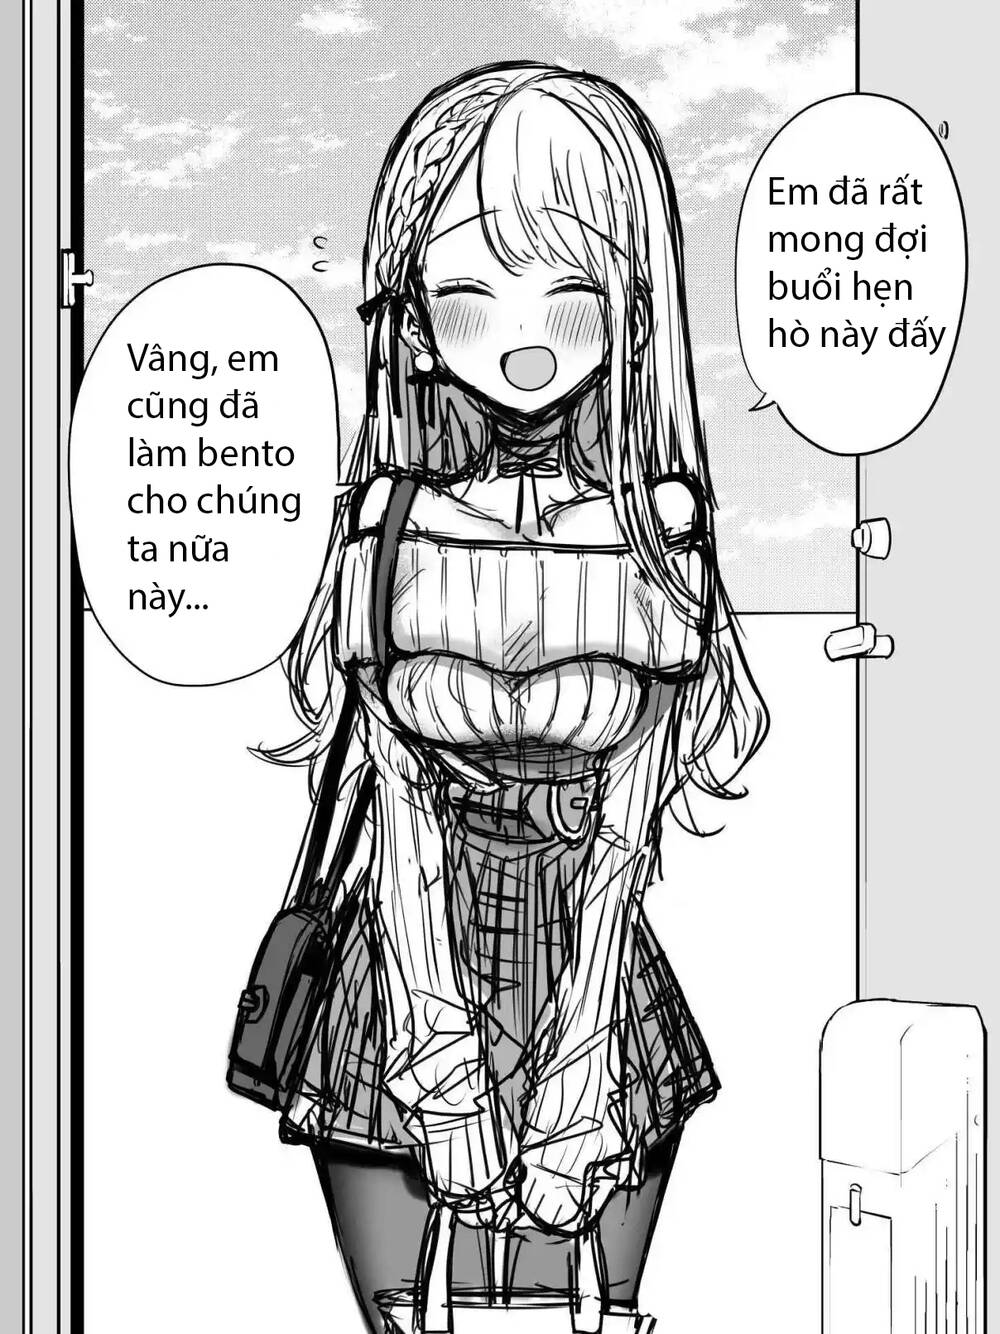 Em đã rất
mong đợi
buổi hẹn
hò này đấy
Vâng, em
cũng đã
làm bento
cho chúng
ta nữa
này...